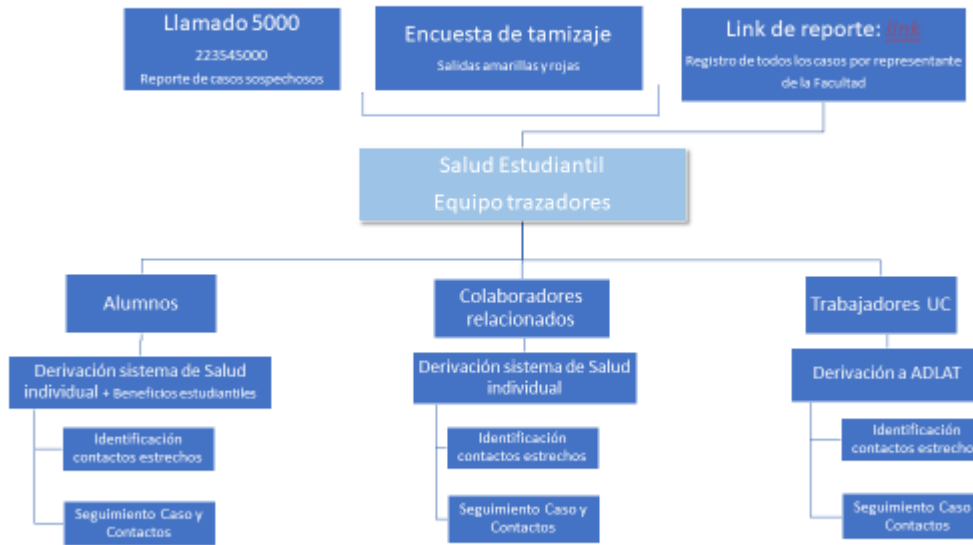 Llamado 5000
223545000
Reporte de casos sospechosos
Encuesta de tamizaje
Salidas amarillas y rojas
Link de reporte: link
Registro de todos los casos por representante
de la Facultad
Salud Estudiantil
Equipo trazadores
Alumnos
Colaboradores
relacionados
Trabajadores UC
Derivación sistema de Salud
individual + Beneficios estudiantiles
Derivación sistema de Salud
individual
Derivación a ADLAT
Identificación
contactos estrechos
Identificación
contactos estrechos
Identificación
contactos estrecho
Seguimiento Caso y
Contactos
Seguimiento Caso y
Contactos
Seguimiento Caso
Contactos